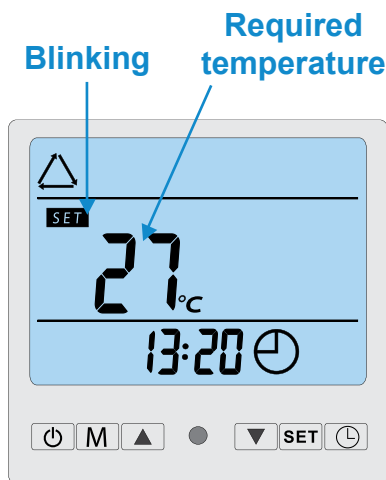 Required
Blinking temperature
SET
27°C
13:20
M SET